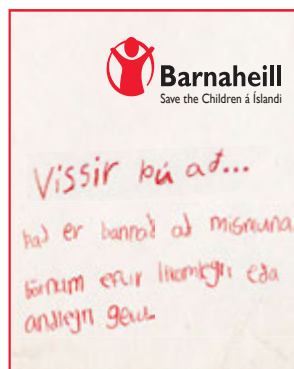 Barnaheill
Save the Children á Íslandi
Vissir þú að...
það er bannað að mismuna
börnum eftir líkamlegri eða
andlegri getu